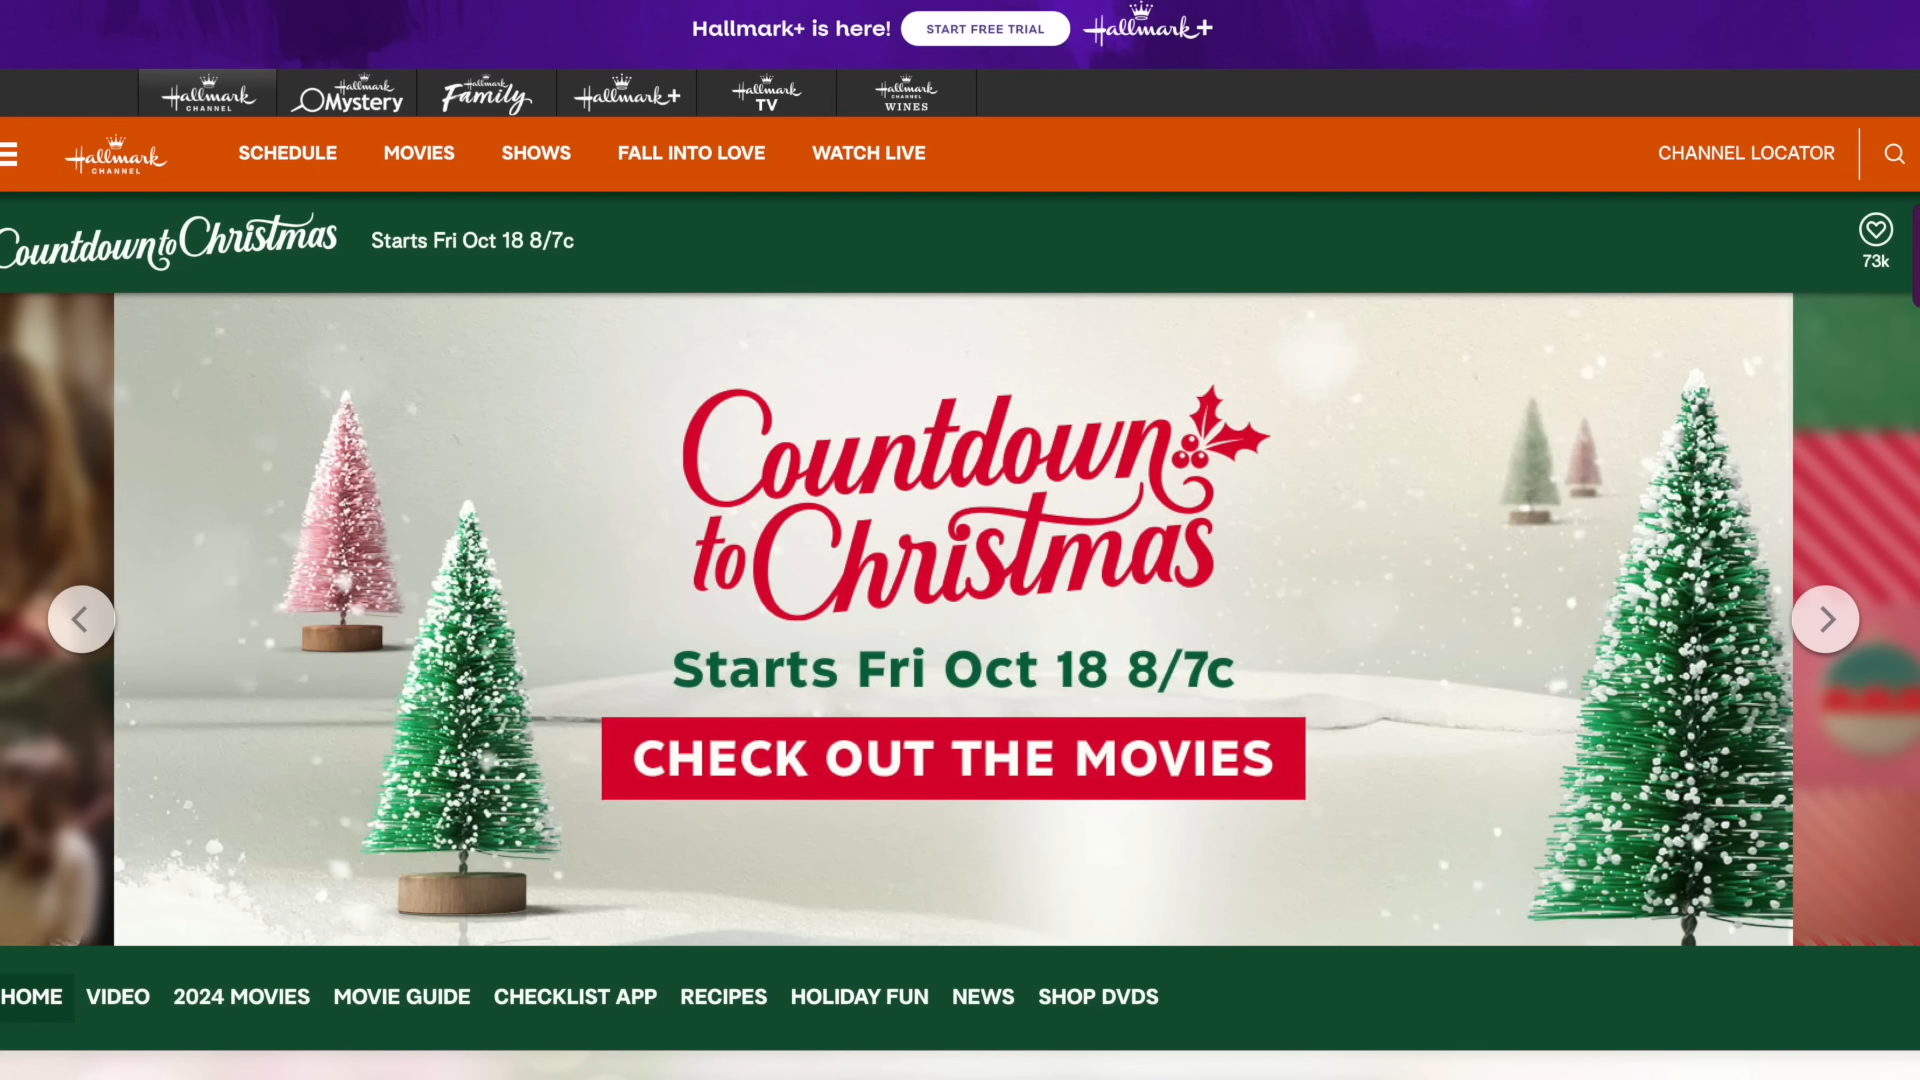 Hallmark+ is here! START FREE TRIAL Hallmark+
Hallmark CHANNEL
Hallmark Mystery
Hallmark Family
Hallmark+
Hallmark TV
Hallmark CHANNEL WINES
Hallmark CHANNEL SCHEDULE MOVIES SHOWS FALL INTO LOVE WATCH LIVE CHANNEL LOCATOR
Countdown to Christmas Starts Fri Oct 18 8/7c
73k
Countdown
to Christmas
Starts Fri Oct 18 8/7c
CHECK OUT THE MOVIES
HOME VIDEO 2024 MOVIES MOVIE GUIDE CHECKLIST APP RECIPES HOLIDAY FUN NEWS SHOP DVDS